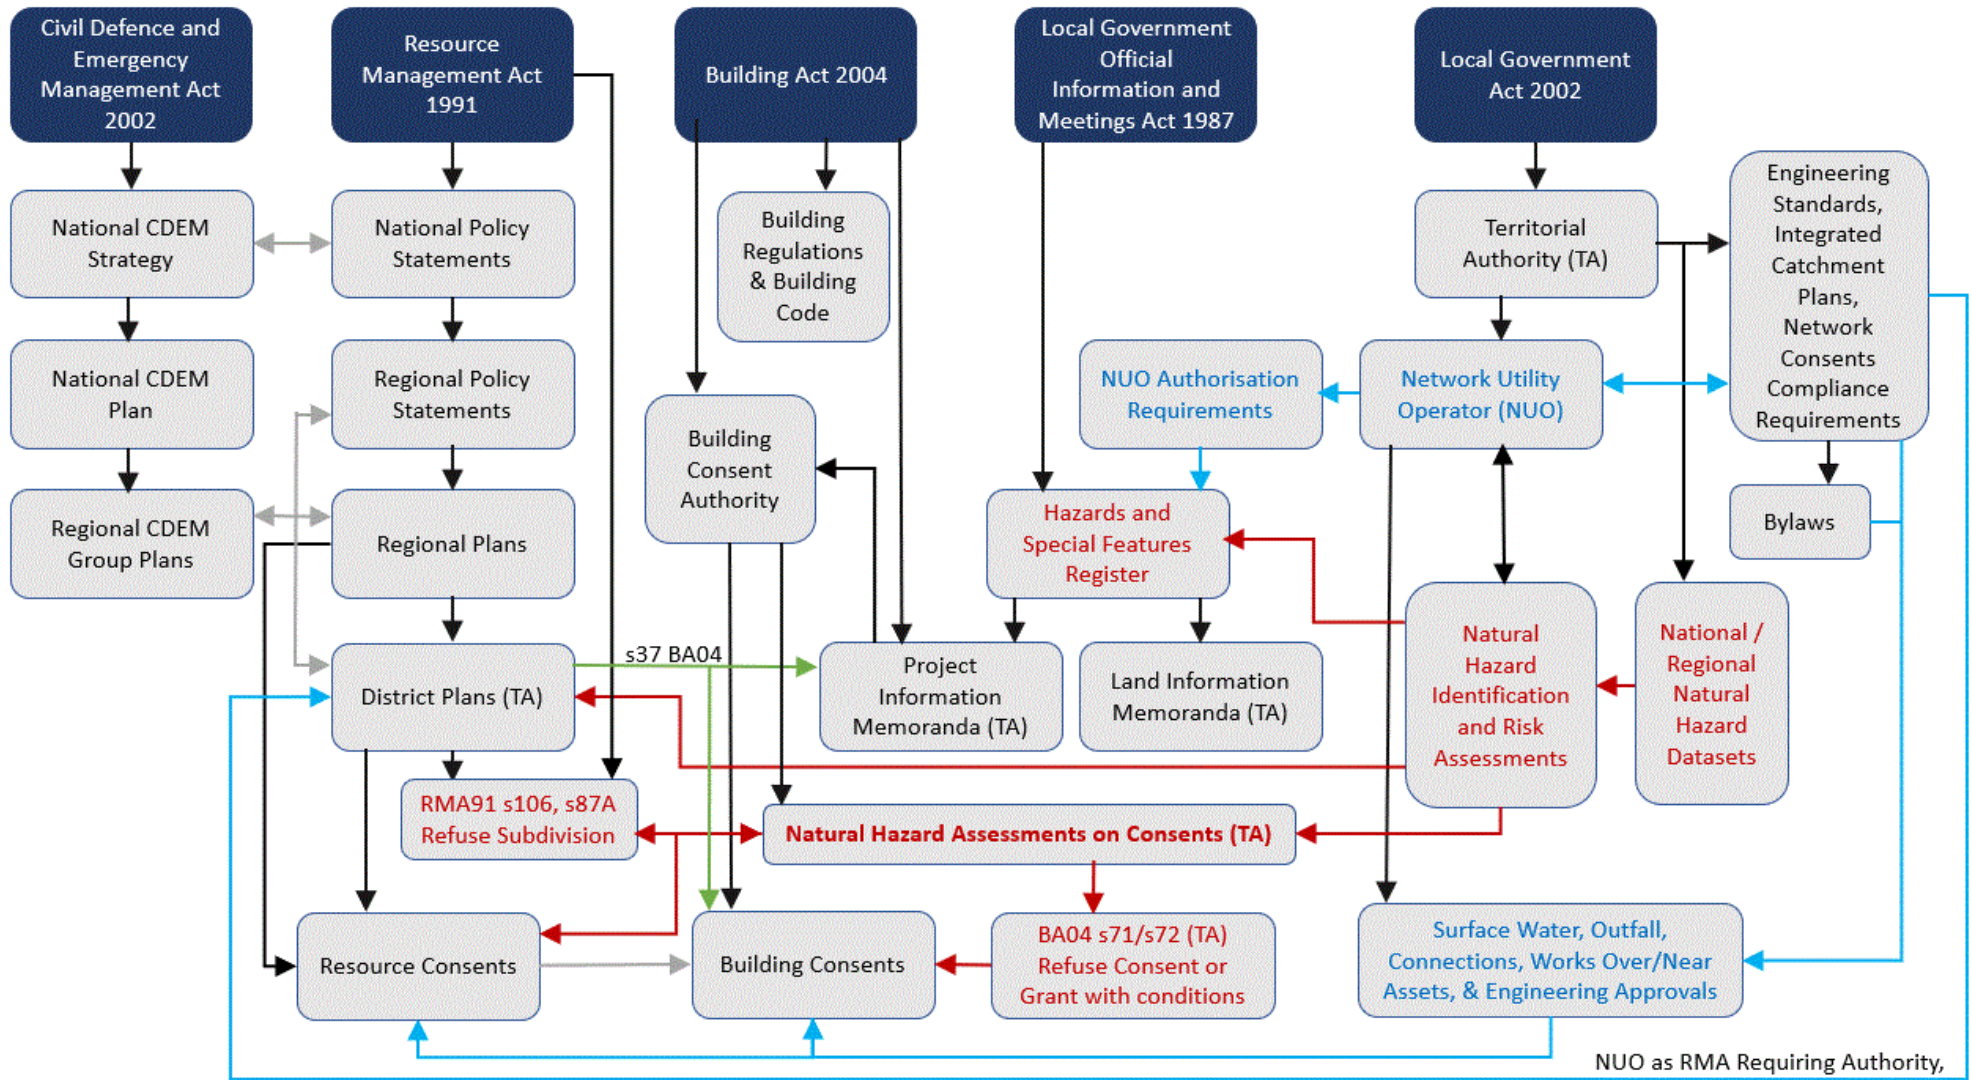 Civil Defence and
Emergency
Management Act
2002
Resource
Management Act
1991
Building Act 2004
Local Government
Official
Information and
Meetings Act 1987
Local Government
Act 2002
National CDEM
Strategy
National Policy
Statements
Building
Regulations
& Building
Code
Territorial
Authority (TA)
Engineering
Standards,
Integrated
Catchment
Plans,
Network
Consents
Compliance
Requirements
National CDEM
Plan
Regional Policy
Statements
Building
Consent
Authority
NUO Authorisation
Requirements
Network Utility
Operator (NUO)
Regional CDEM
Group Plans
Regional Plans
Hazards and
Special Features
Register
Bylaws
District Plans (TA)
s37 BA04
Project
Information
Memoranda (TA)
Land Information
Memoranda (TA)
Natural
Hazard
Identification
and Risk
Assessments
National /
Regional
Natural
Hazard
Datasets
RMA91 s106, s87A
Refuse Subdivision
Natural Hazard Assessments on Consents (TA)
Resource Consents
Building Consents
BA04 s71/s72 (TA)
Refuse Consent or
Grant with conditions
Surface Water, Outfall,
Connections, Works Over/Near
Assets, & Engineering Approvals
NUO as RMA Requiring Authority,